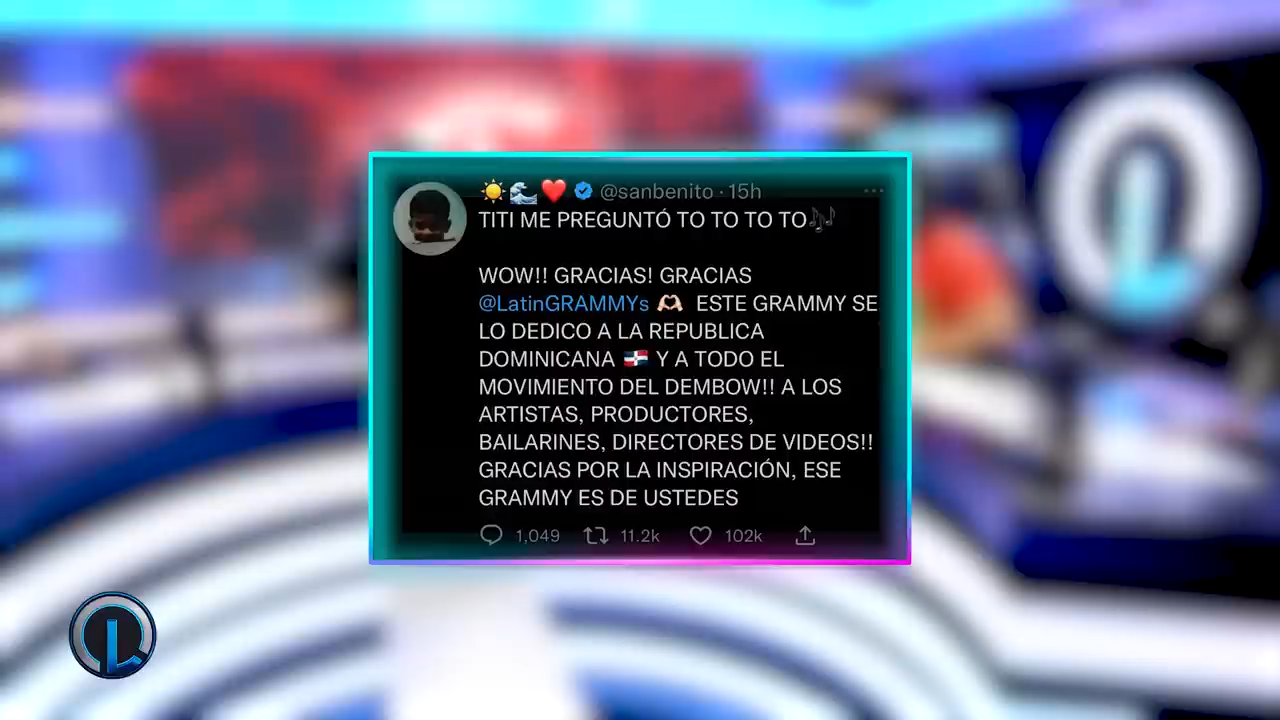 ☀️🌊❤️ @sanbenito · 15h
TITI ME PREGUNTÓ TO TO TO TO🎶
WOW!! GRACIAS! GRACIAS
@LatinGRAMMYs 🫶🏻 ESTE GRAMMY SE
LO DEDICO A LA REPUBLICA
DOMINICANA 🇩🇴 Y A TODO EL
MOVIMIENTO DEL DEMBOW!! A LOS
ARTISTAS, PRODUCTORES,
BAILARINES, DIRECTORES DE VIDEOS!!
GRACIAS POR LA INSPIRACIÓN, ESE
GRAMMY ES DE USTEDES
1,049 11.2k 102k